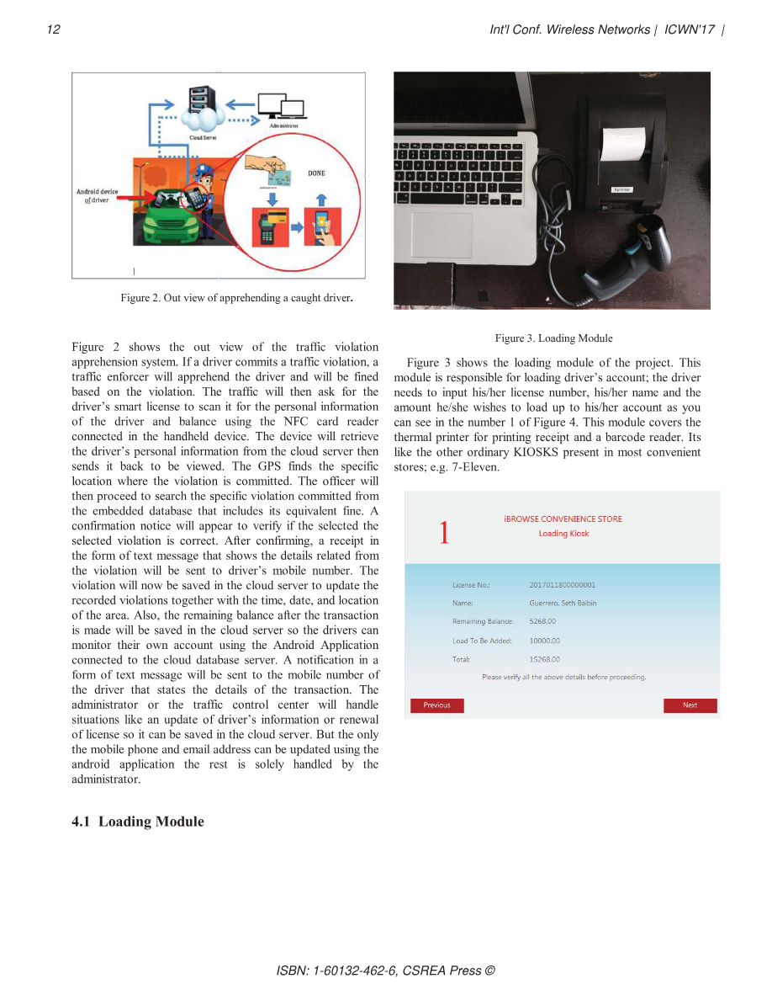 12
Int'l Conf. Wireless Networks | ICWN'17 |
Cloud Server
Administrator
DONE
Android device
of driver
Figure 2. Out view of apprehending a caught driver.
Figure 2 shows the out view of the traffic violation
apprehension system. If a driver commits a traffic violation, a
traffic enforcer will apprehend the driver and will be fined
based on the violation. The traffic will then ask for the
driver's smart license to scan it for the personal information
of the driver and balance using the NFC card reader
connected in the handheld device. The device will retrieve
the driver's personal information from the cloud server then
sends it back to be viewed. The GPS finds the specific
location where the violation is committed. The officer will
then proceed to search the specific violation committed from
the embedded database that includes its equivalent fine. A
confirmation notice will appear to verify if the selected the
selected violation is correct. After confirming, a receipt in
the form of text message that shows the details related from
the violation will be sent to driver's mobile number. The
violation will now be saved in the cloud server to update the
recorded violations together with the time, date, and location
of the area. Also, the remaining balance after the transaction
is made will be saved in the cloud server so the drivers can
monitor their own account using the Android Application
connected to the cloud database server. A notification in a
form of text message will be sent to the mobile number of
the driver that states the details of the transaction. The
administrator or the traffic control center will handle
situations like an update of driver's information or renewal
of license so it can be saved in the cloud server. But the only
the mobile phone and email address can be updated using the
android application the rest is solely handled by the
administrator.
4.1 Loading Module
Xprinter
Figure 3. Loading Module
Figure 3 shows the loading module of the project. This
module is responsible for loading driver's account; the driver
needs to input his/her license number, his/her name and the
amount he/she wishes to load up to his/her account as you
can see in the number 1 of Figure 4. This module covers the
thermal printer for printing receipt and a barcode reader. Its
like the other ordinary KIOSKS present in most convenient
stores; e.g. 7-Eleven.
1
iBROWSE CONVENIENCE STORE
Loading Kiosk
License No.: 2017011800000001
Name: Guerrero, Seth Balbin
Remaining Balance: 5268.00
Load To Be Added: 10000.00
Total: 15268.00
Please verify all the above details before proceeding.
Previous
Next
ISBN: 1-60132-462-6, CSREA Press ©